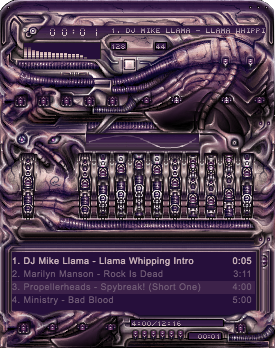 00:01
1. DJ MIKE LLAMA - LLAMA WHIPPI
128 44
1. DJ Mike Llama - Llama Whipping Intro 0:05
2. Marilyn Manson - Rock Is Dead 3:11
3. Propellerheads - Spybreak! (Short One) 4:00
4. Ministry - Bad Blood 5:00
4:00/12:16
00:01